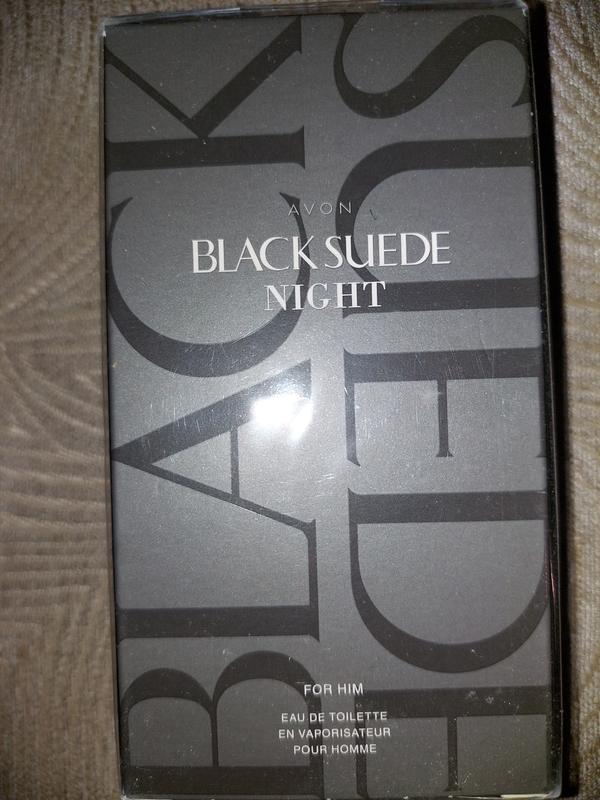 BLACK SUEDE
AVON
BLACK SUEDE
NIGHT
FOR HIM
EAU DE TOILETTE
EN VAPORISATEUR
POUR HOMME